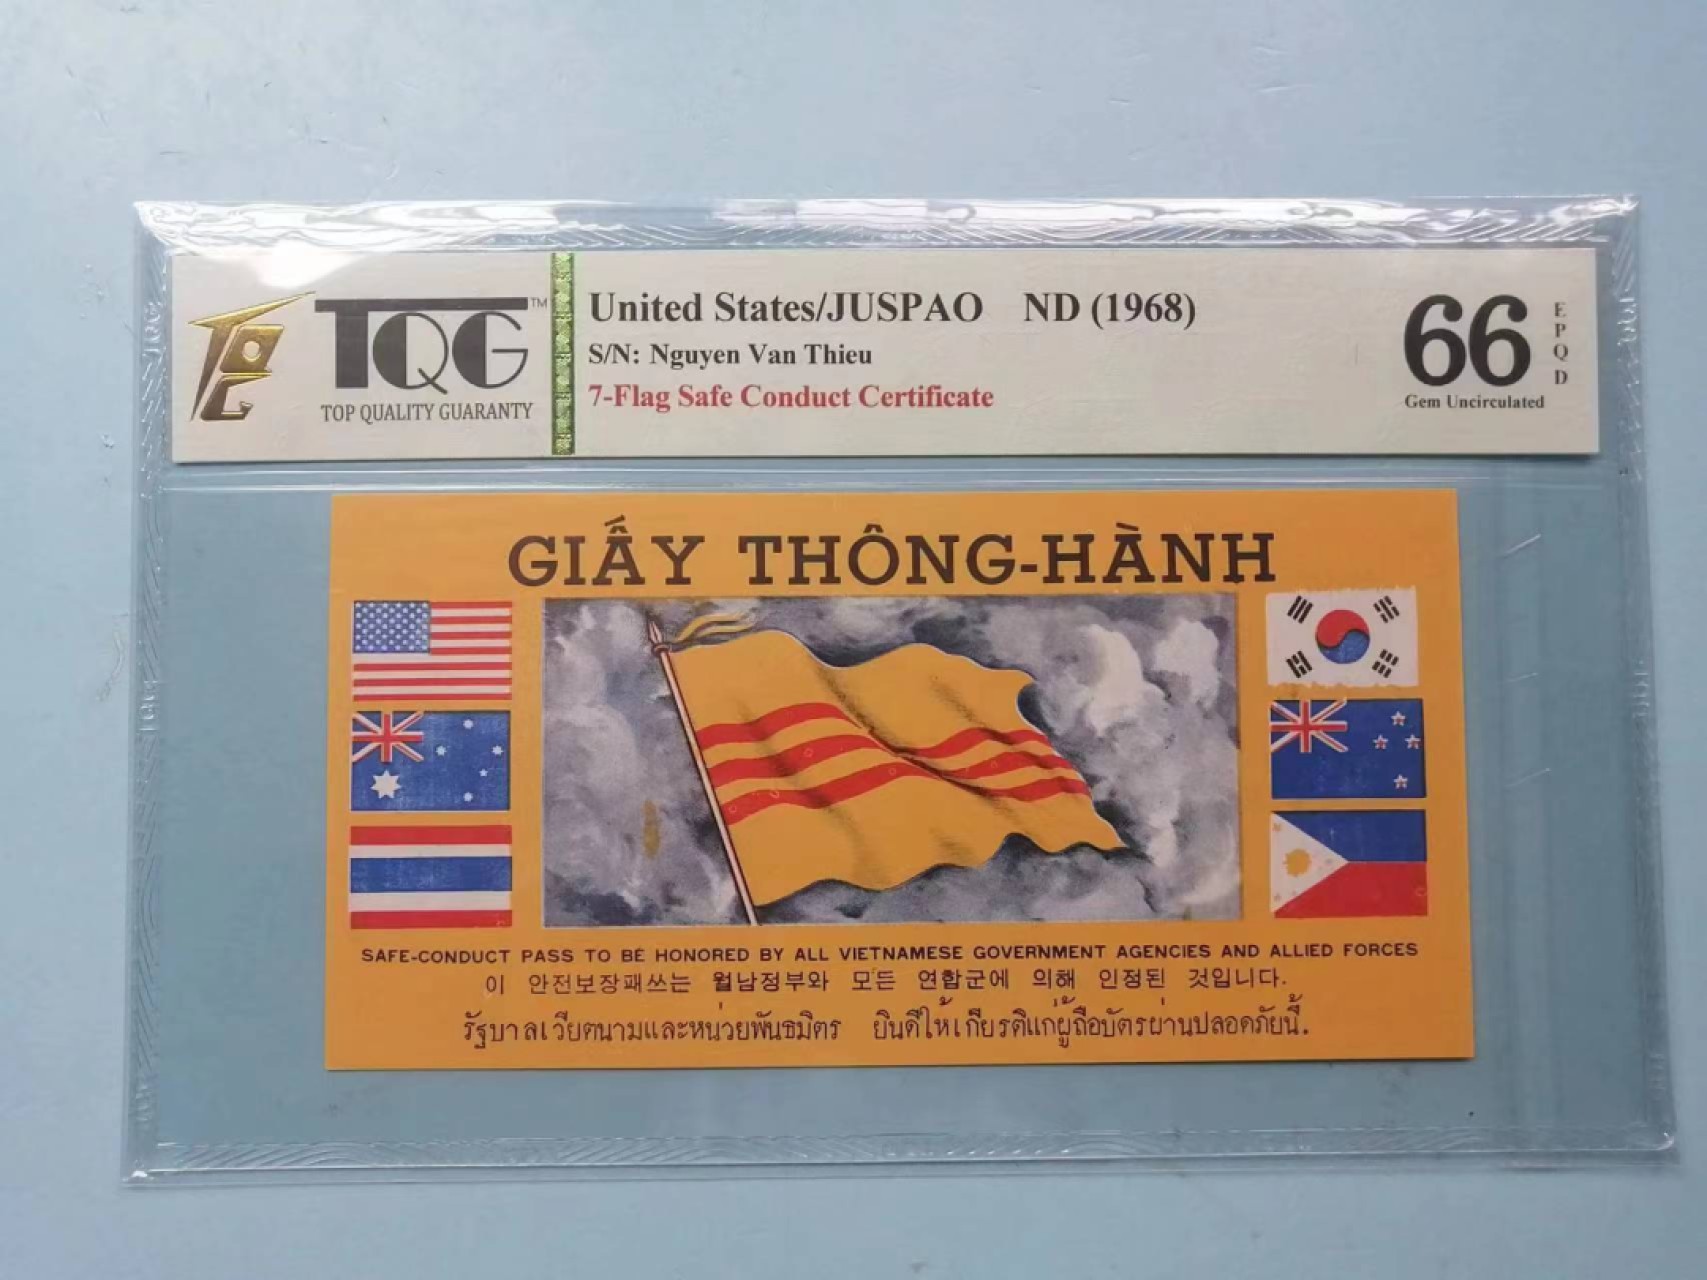 TQG™
TOP QUALITY GUARANTY
United States/JUSPAO ND (1968)
S/N: Nguyen Van Thieu
7-Flag Safe Conduct Certificate
66
EPQD
Gem Uncirculated
GIẤY THÔNG-HÀNH
SAFE-CONDUCT PASS TO BE HONORED BY ALL VIETNAMESE GOVERNMENT AGENCIES AND ALLIED FORCES
이 안전보장패쓰는 월남정부와 모든 연합군에 의해 인정된 것입니다.
รัฐบาลเวียตนามและหน่วยพันธมิตร ยินดีให้เกียรติแก่ผู้ถือบัตรผ่านปลอดภัยนี้.